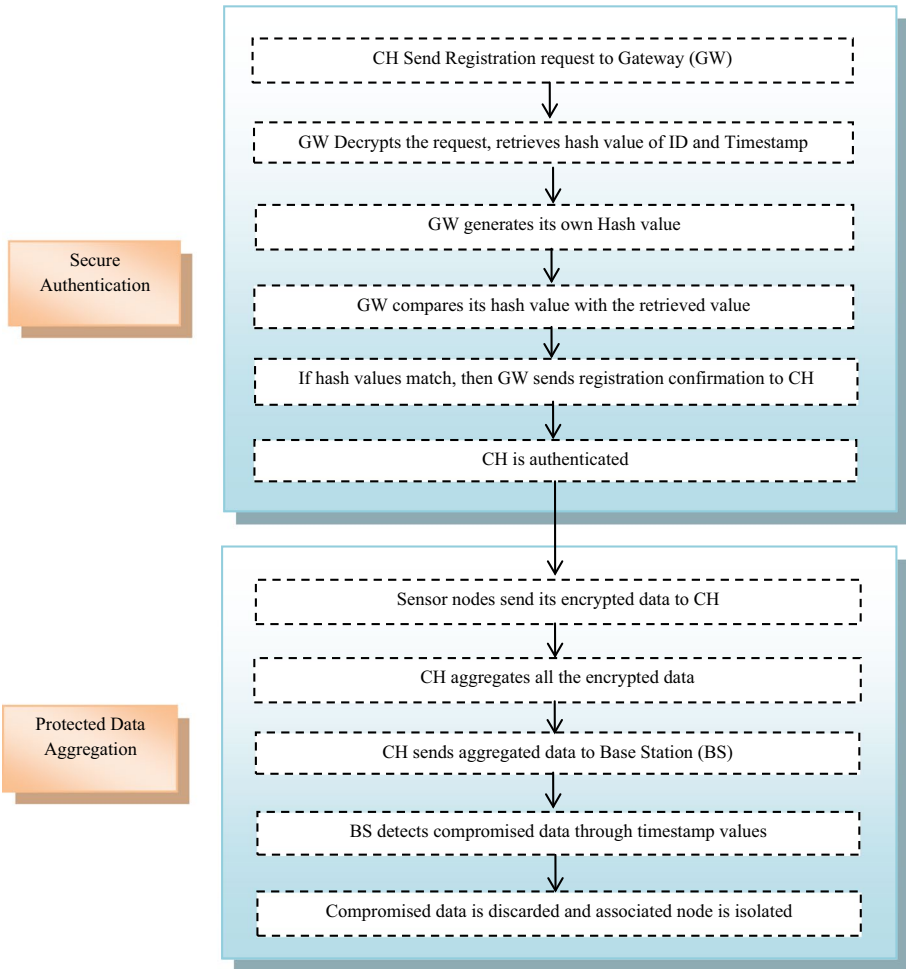 CH Send Registration request to Gateway (GW)
GW Decrypts the request, retrieves hash value of ID and Timestamp
GW generates its own Hash value
Secure
Authentication
GW compares its hash value with the retrieved value
If hash values match, then GW sends registration confirmation to CH
CH is authenticated
Sensor nodes send its encrypted data to CH
CH aggregates all the encrypted data
Protected Data
Aggregation
CH sends aggregated data to Base Station (BS)
BS detects compromised data through timestamp values
Compromised data is discarded and associated node is isolated